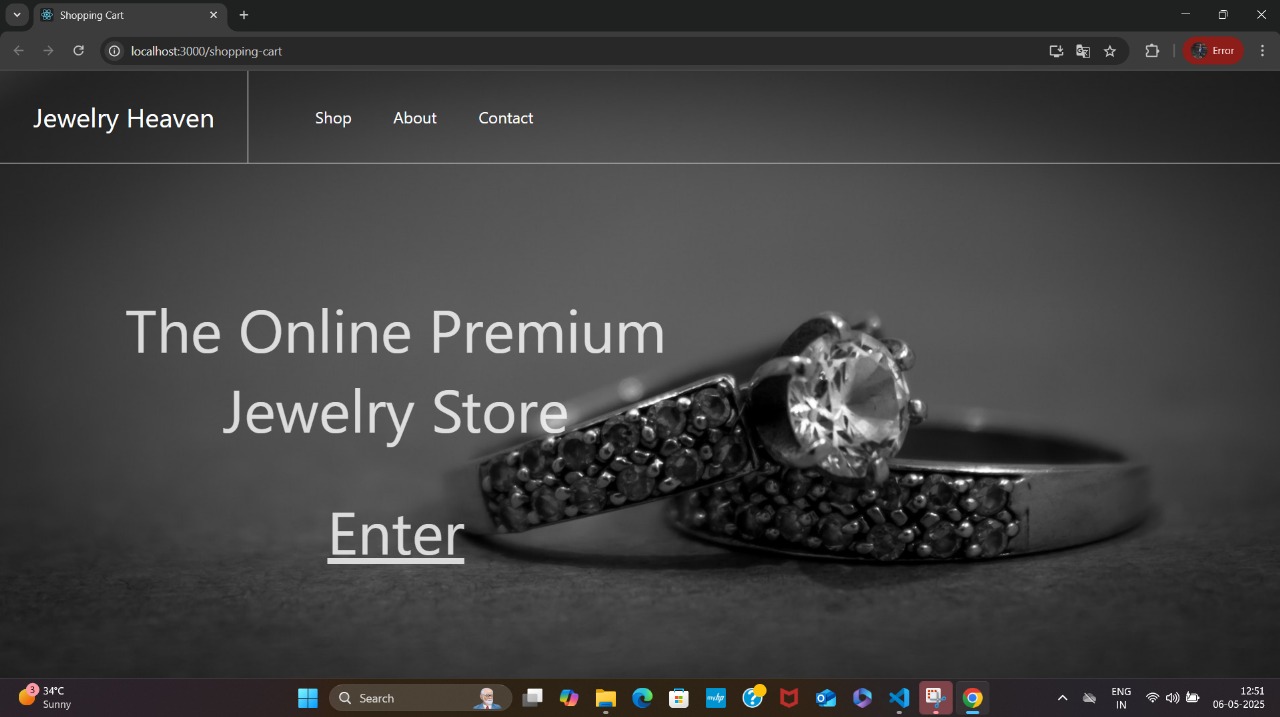 Shopping Cart
localhost:3000/shopping-cart
Error
Jewelry Heaven
Shop About Contact
The Online Premium
Jewelry Store
Enter
3
34°C
Sunny
Search
myhp
ENG
IN
12:51
06-05-2025